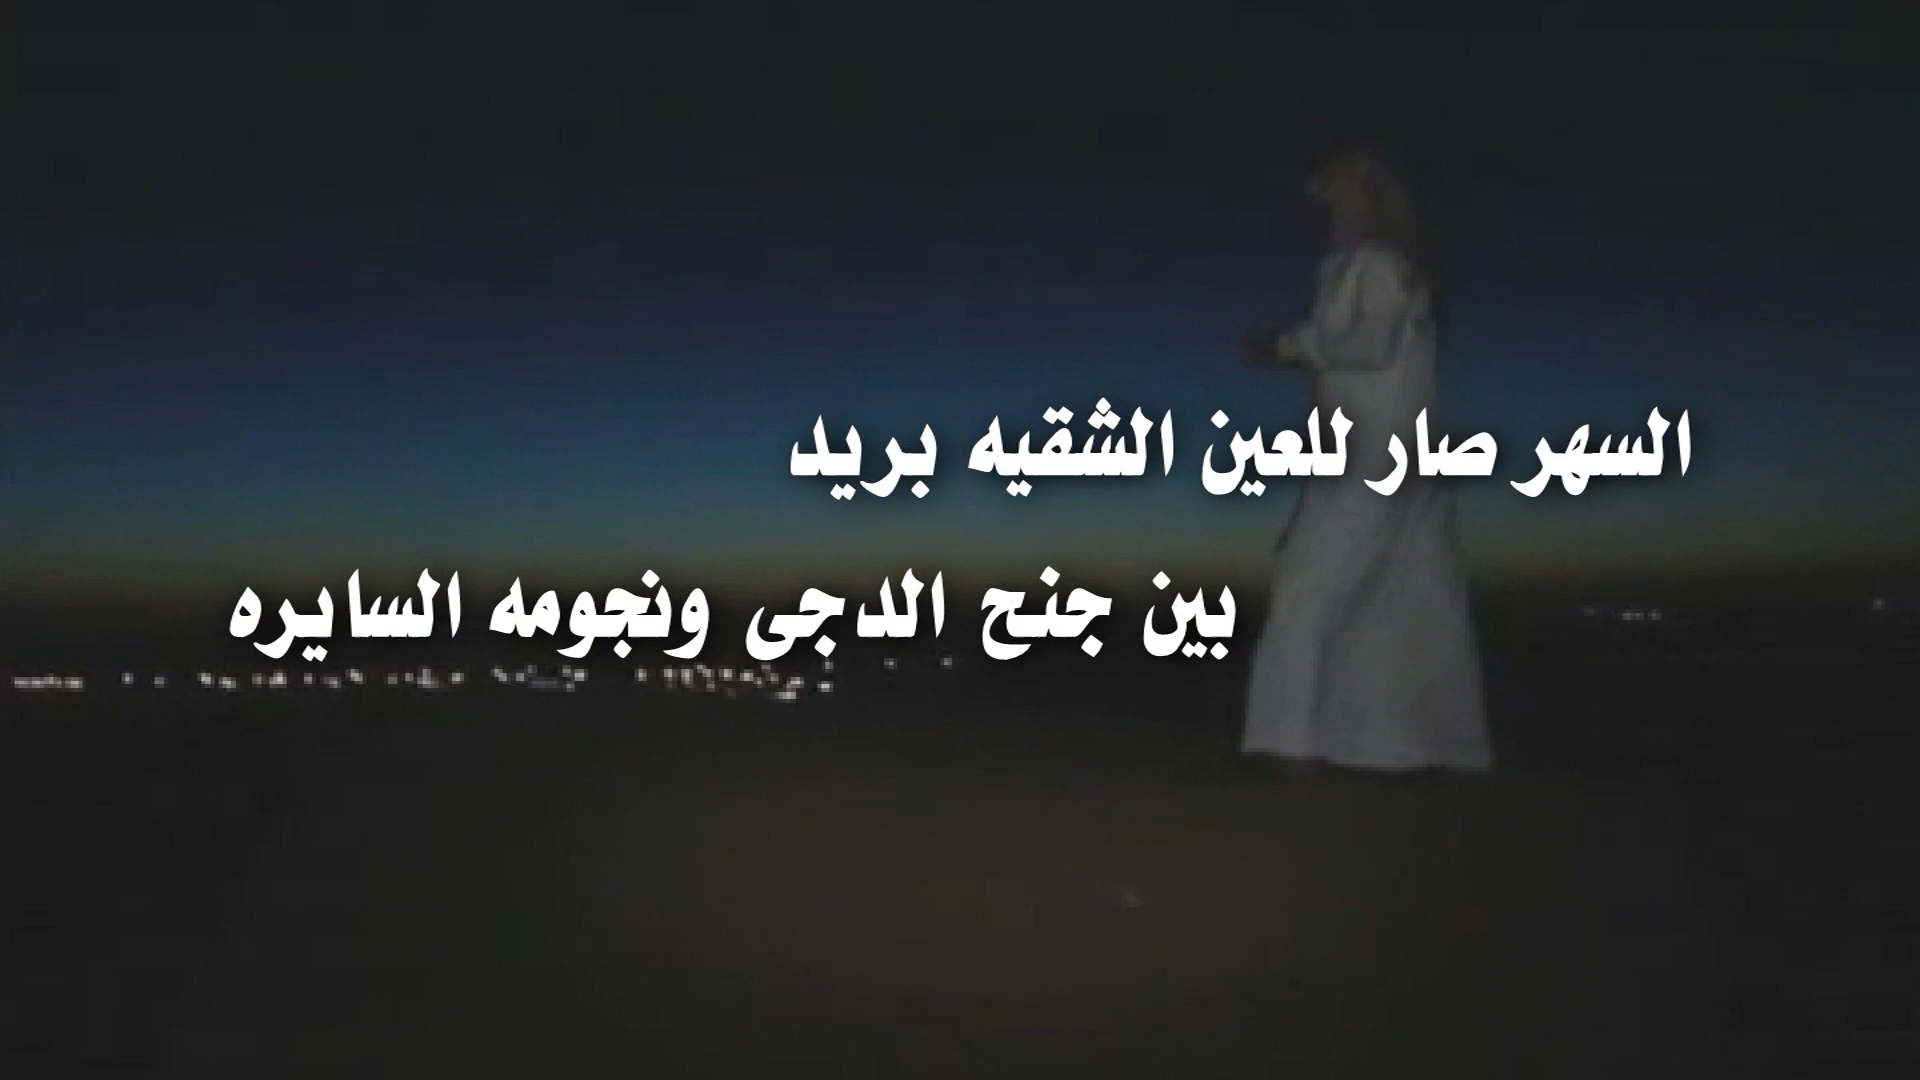 السهر صار للعين الشقيه بريد
بين جنح الدجى ونجومه السايره